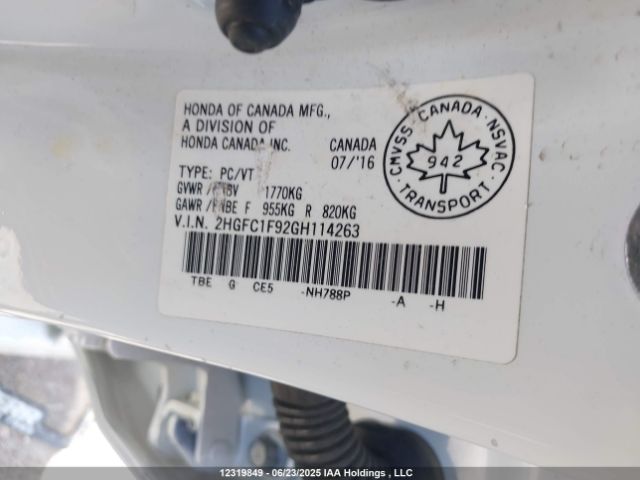 HONDA OF CANADA MFG.,
A DIVISION OF
HONDA CANADA INC. CANADA
07/'16
TYPE: PC/VT
GVWR / 1770KG
GAWR / F 955KG R 820KG
V.I.N. 2HGFC1F92GH114263
TBE G CE5 -NH788P -A -H
CMVSS CANADA NSVAC
942
TRANSPORT
12319849 - 06/23/2025 IAA Holdings , LLC